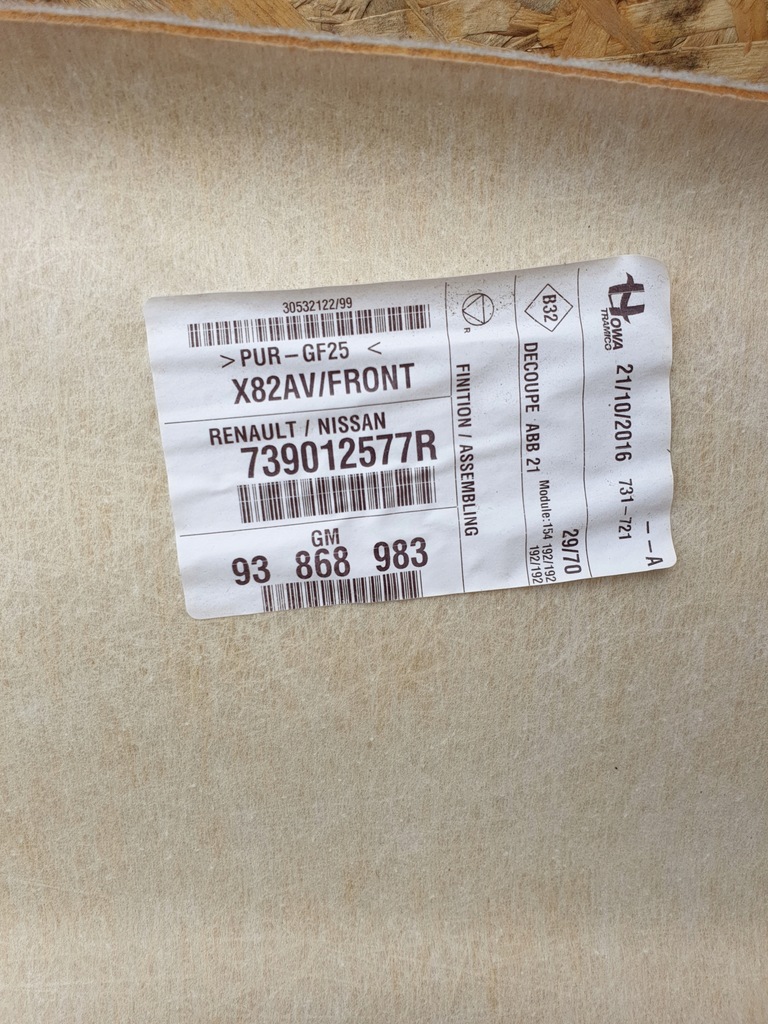 30532122/99
>PUR-GF25 <
X82AV/FRONT
RENAULT / NISSAN
739012577R
GM
93 868 983
R
FINITION / ASSEMBLING
B32
DECOUPE ABB 21
Module:154 192/192
192/192
29/70
HOWA
TRAMICO
21/10/2016 731-721
--A